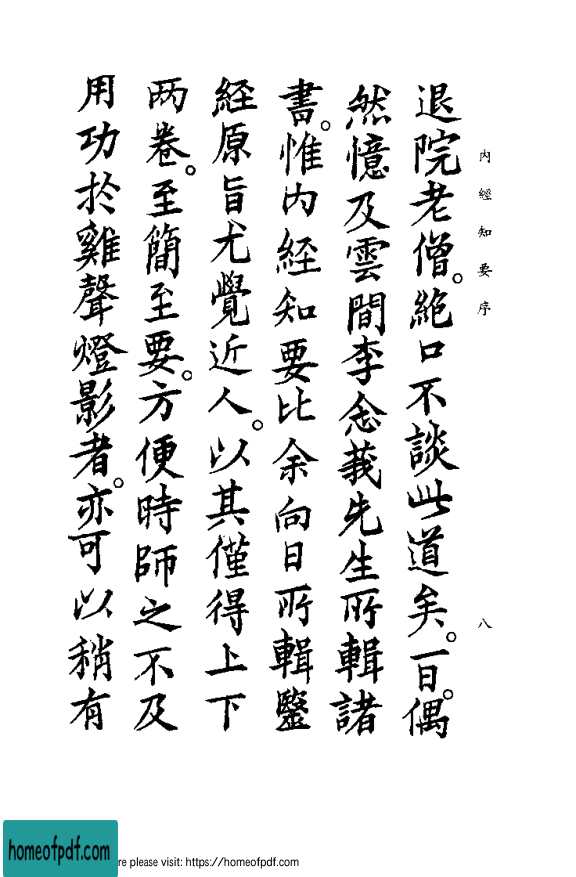 內經知要序
八
退院老僧。絶口不談此道矣。一日。偶
然憶及雲間李念莪先生所輯諸
書。惟内經知要比余向日所輯醫
經原旨尤覺近人。以其僅得上下
两卷。至簡至要。方便時師之不及
用功於雞聲燈影者。亦可以稍有
homeofpdf.com
re please visit: https://homeofpdf.com